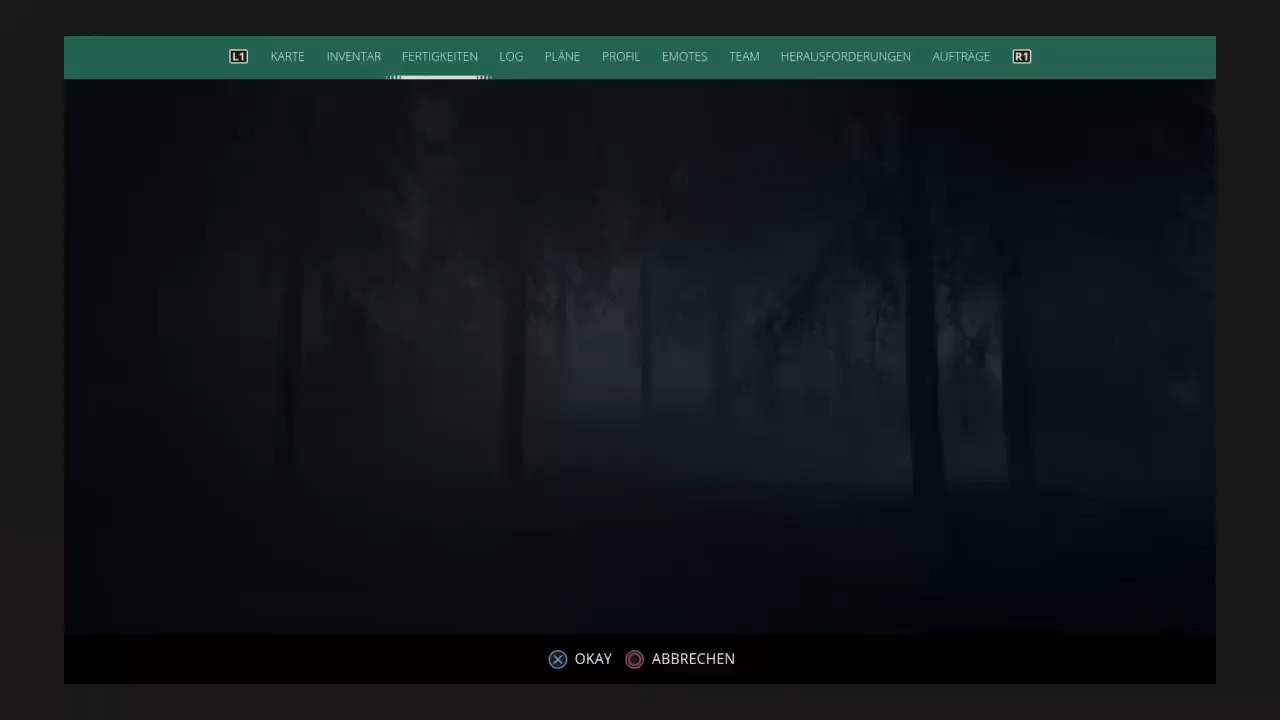 L1 KARTE INVENTAR FERTIGKEITEN LOG PLÄNE PROFIL EMOTES TEAM HERAUSFORDERUNGEN AUFTRÄGE R1
OKAY ABBRECHEN